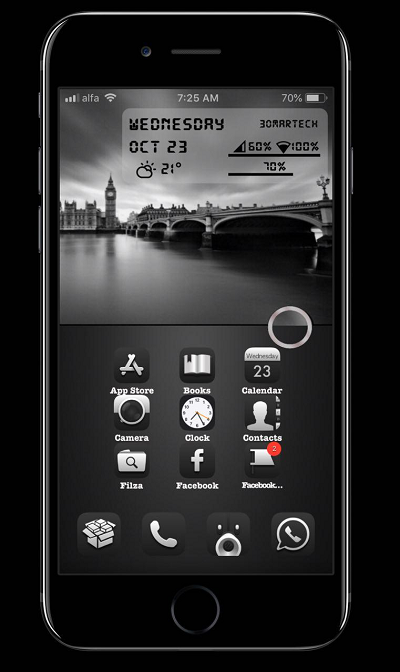 alfa 7:25 AM 70%
WEDNESDAY 3OMARTECH
OCT 23 60% 100%
21° 70%
Wednesday
23
App Store Books Calendar
Camera Clock Contacts
2
Filza Facebook Facebook...